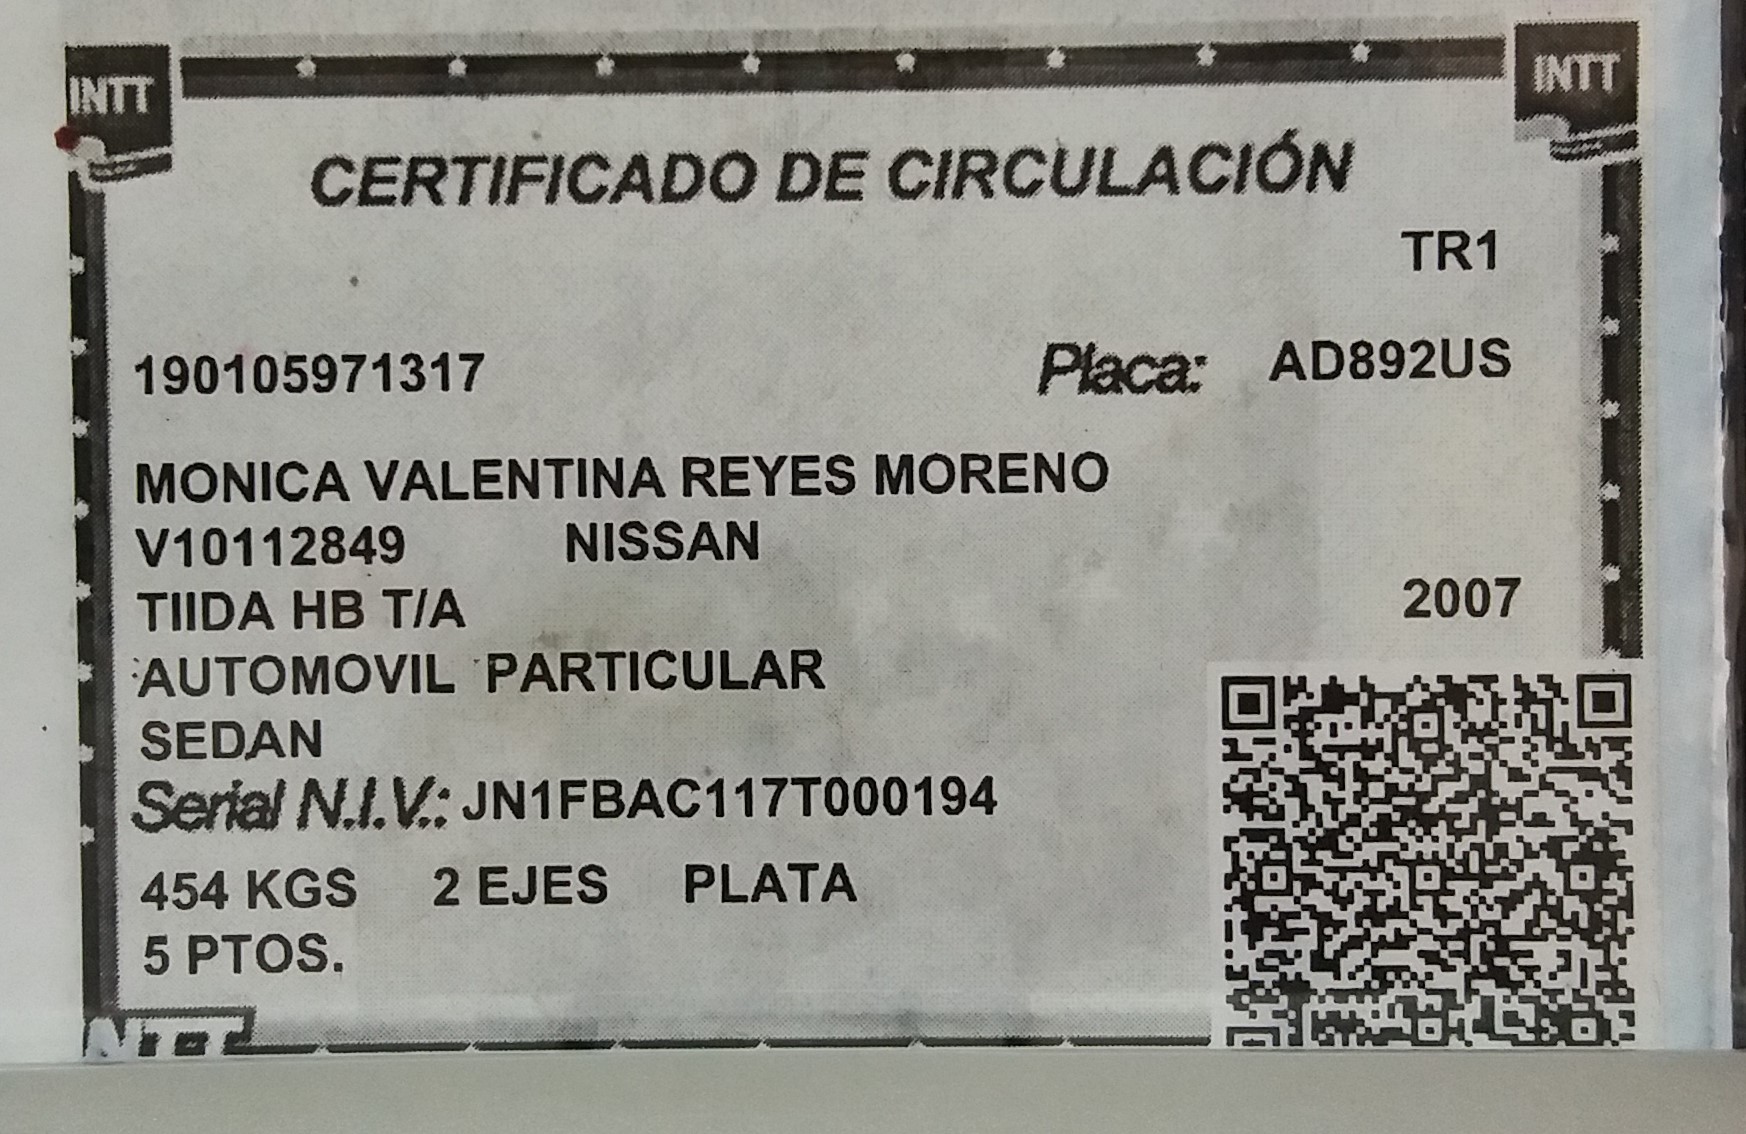 INTT INTT
CERTIFICADO DE CIRCULACIÓN
TR1
190105971317 Placa: AD892US
MONICA VALENTINA REYES MORENO
V10112849 NISSAN
TIIDA HB T/A 2007
AUTOMOVIL PARTICULAR
SEDAN
Serial N.I.V.: JN1FBAC117T000194
454 KGS 2 EJES PLATA
5 PTOS.